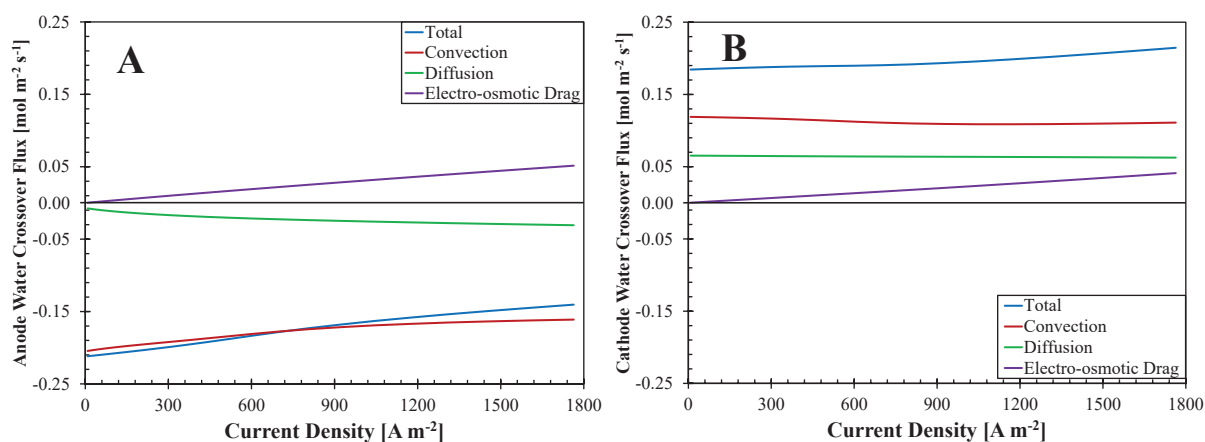 A
Total
Convection
Diffusion
Electro-osmotic Drag
Anode Water Crossover Flux [mol m-2 s-1]
0.25
0.15
0.05
0.00
-0.05
-0.15
-0.25
0
300
600
900
1200
1500
1800
Current Density [A m-2]
B
Cathode Water Crossover Flux [mol m-2 s-1]
0.25
0.15
0.05
0.00
-0.05
-0.15
-0.25
Total
Convection
Diffusion
Electro-osmotic Drag
0
300
600
900
1200
1500
1800
Current Density [A m-2]